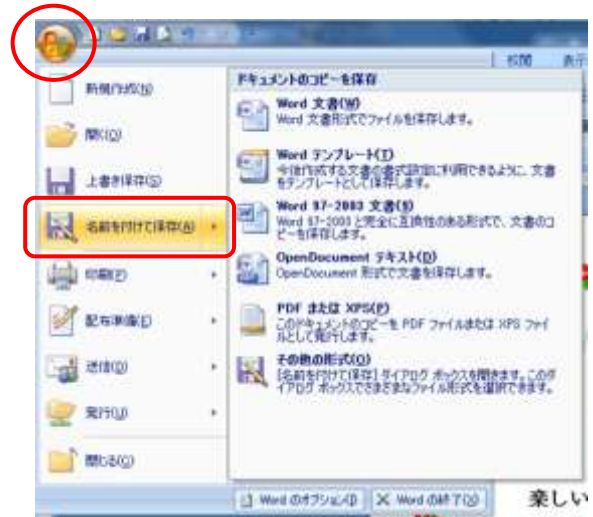 校閲 表示
新規作成(N)
開く(O)
上書き保存(S)
名前を付けて保存(A)
印刷(P)
配布準備(E)
送信(D)
発行(U)
閉じる(C)
ドキュメントのコピーを保存
Word 文書(W)
Word 文書形式でファイルを保存します。
Word テンプレート(T)
今後作成する文書の書式設定に利用できるように、文書
をテンプレートとして保存します。
Word 97-2003 文書(9)
Word 97-2003 と完全に互換性のある形式で、文書のコ
ピーを保存します。
OpenDocument テキスト(D)
OpenDocument 形式で文書を保存します。
PDF または XPS(P)
このドキュメントのコピーを PDF ファイルまたは XPS ファイ
ルとして発行します。
その他の形式(O)
[名前を付けて保存] ダイアログ ボックスを開きます。このダ
イアログ ボックスでさまざまなファイル形式を選択できます。
Word のオプション(I) X Word の終了(X)
楽しい